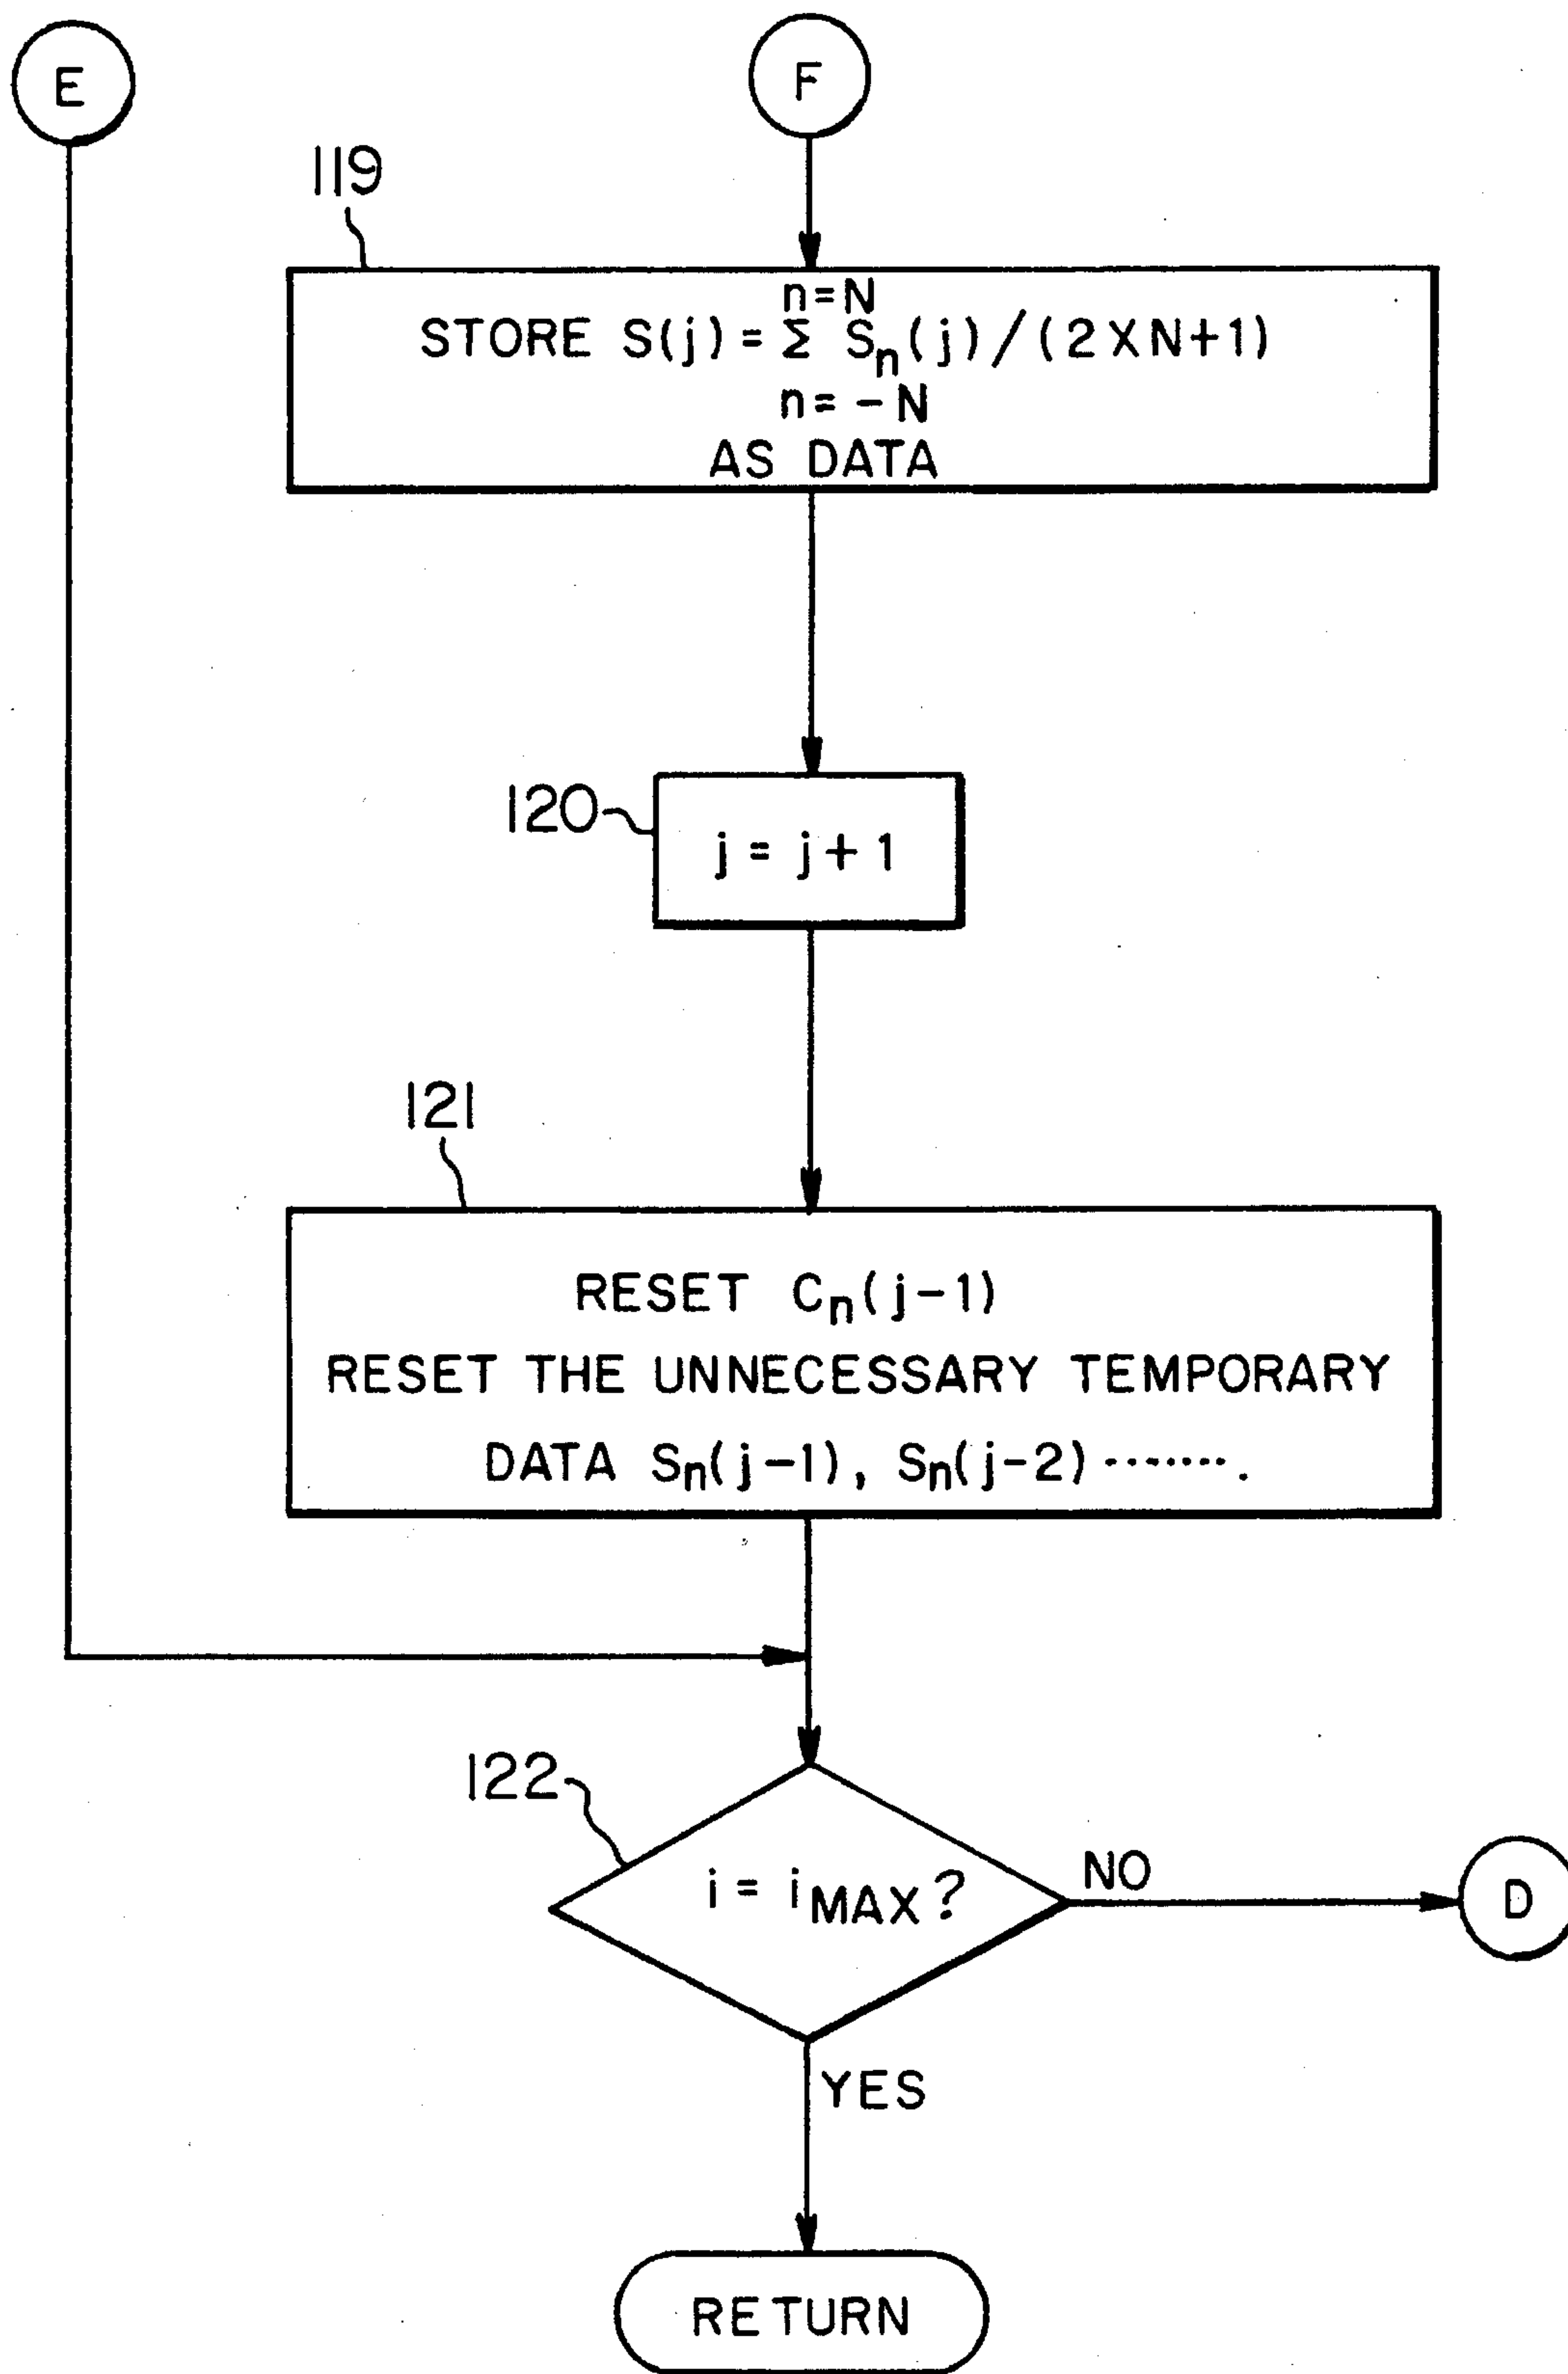 E
F
119
n=N
STORE S(j)=Σ Sn(j)/(2XN+1)
n=-N
AS DATA
120
j=j+1
121
RESET Cn(j-1)
RESET THE UNNECESSARY TEMPORARY
DATA Sn(j-1), Sn(j-2)········.
122
i=iMAX?
NO
D
YES
RETURN